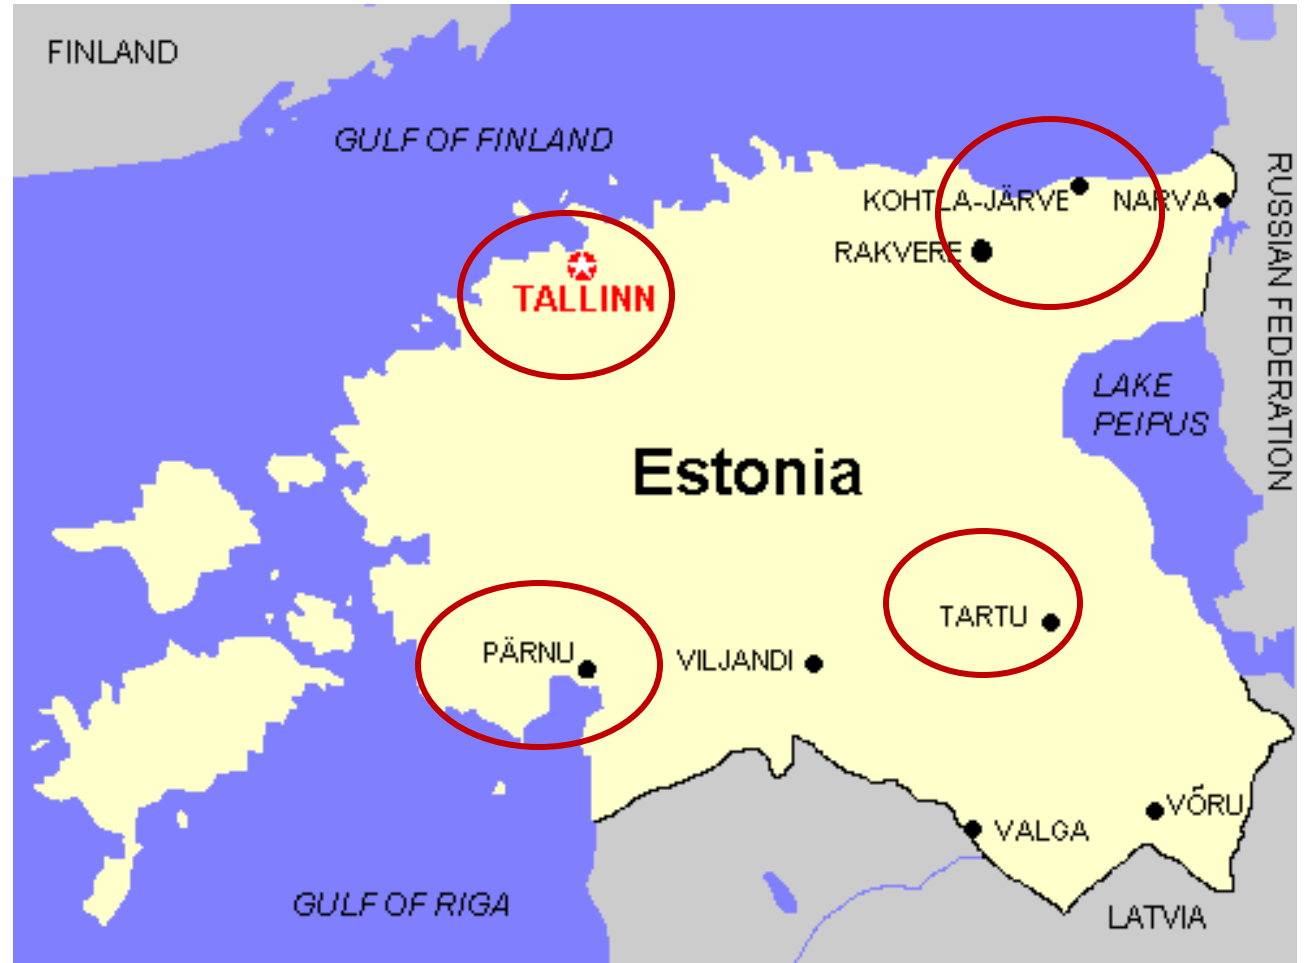 FINLAND
GULF OF FINLAND
KOHTLA-JÄRVE
NARVA
RAKVERE
TALLINN
RUSSIAN FEDERATION
LAKE
PEIPUS
Estonia
TARTU
PÄRNU
VILJANDI
VŐRU
VALGA
GULF OF RIGA
LATVIA